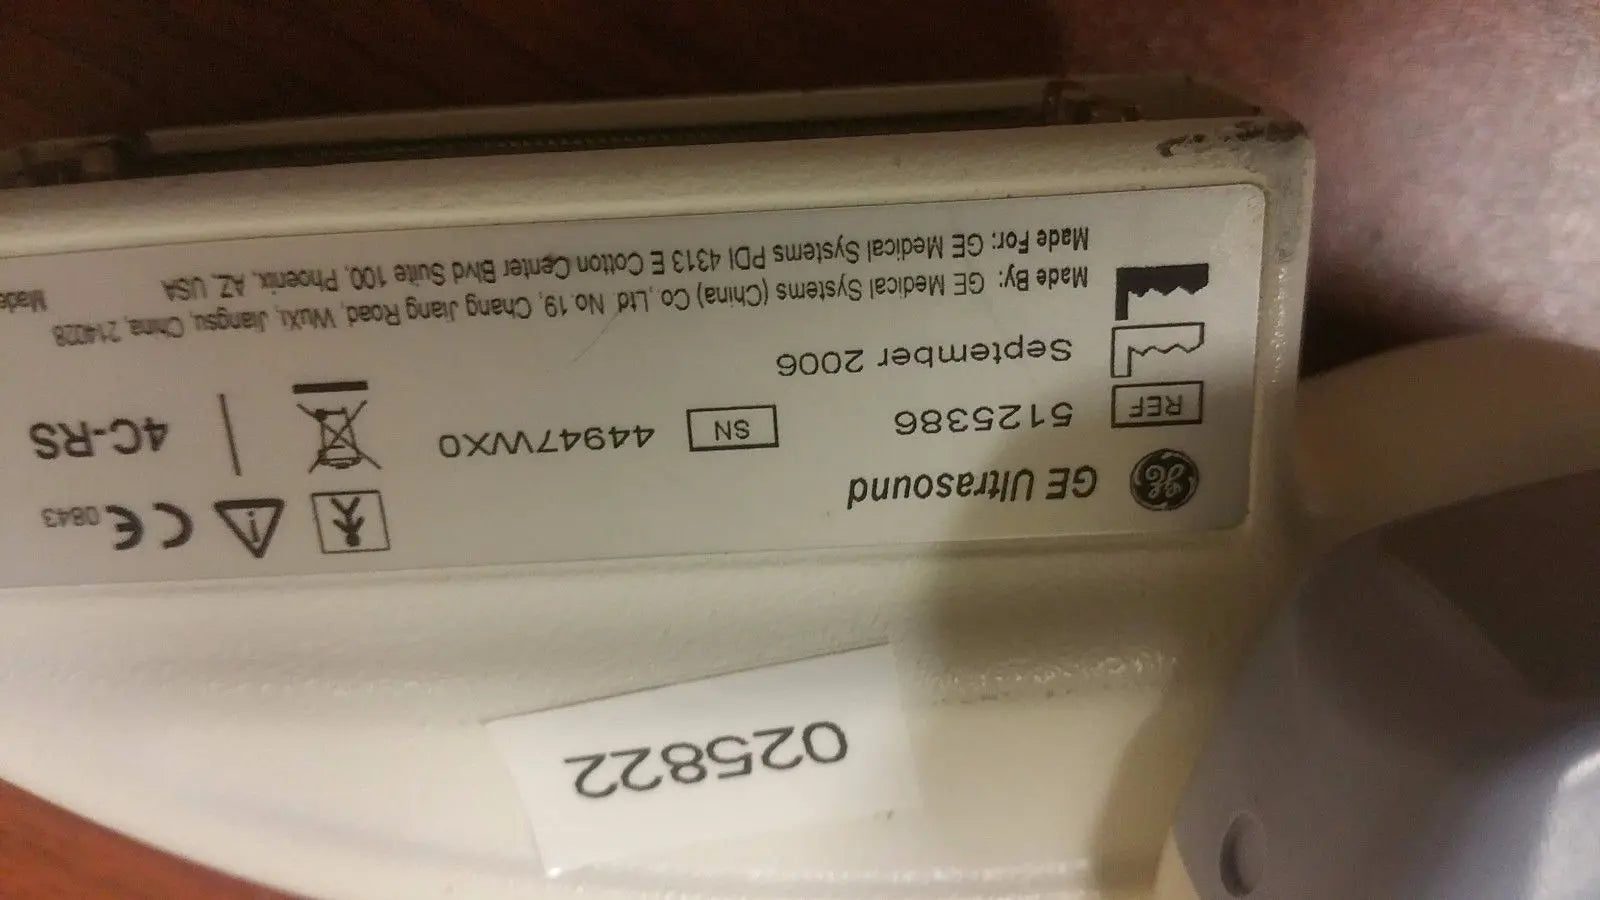 025822
GE Ultrasound
CE 0843
REF 5125386 SN 44947WX0 4C-RS
September 2006
Made By: GE Medical Systems (China) Co.,Ltd. No.19, Chang Jiang Road, WuXi, Jiangsu, China, 214028
Made For: GE Medical Systems PDI 4313 E Cotton Center Blvd Suite 100, Phoenix, AZ, USA